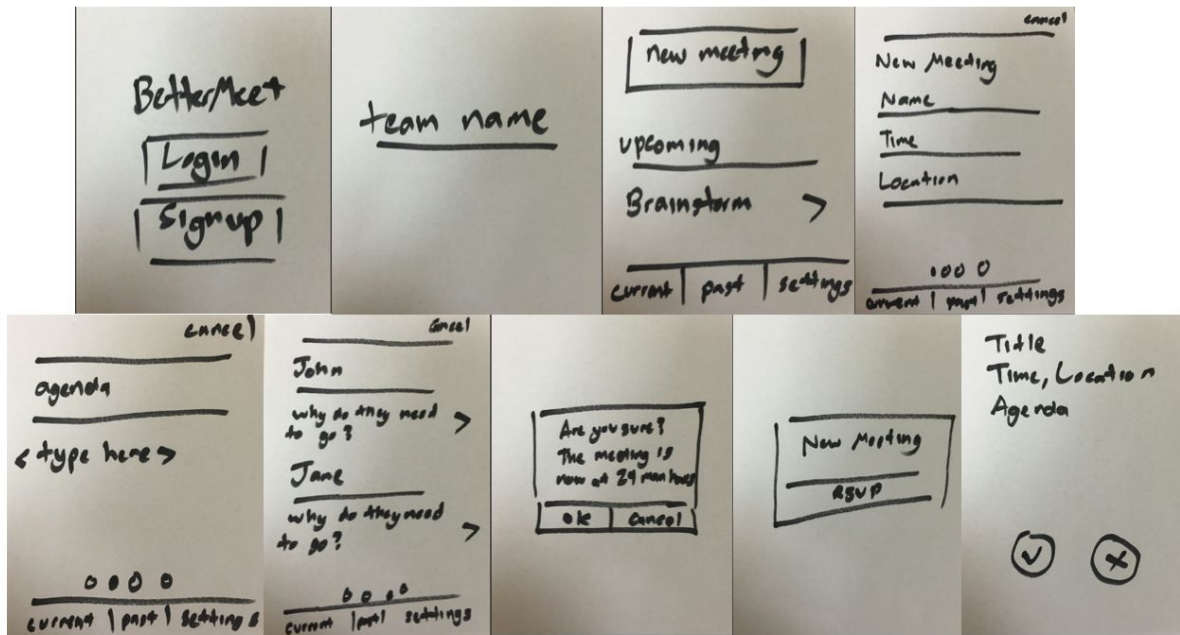 BetterMeet
Login
Signup
team name
new meeting
upcoming
Brainstorm >
current | past | settings
cancel
New Meeting
Name
Time
Location
current | past | settings
cancel
agenda
< type here >
current | past | settings
Cancel
John
why do they need >
to go?
Jane
why do they need >
to go?
current | past | settings
Are you sure?
The meeting is
now at 24 man hours
ok | cancel
New Meeting
RSVP
Title
Time, Location
Agenda